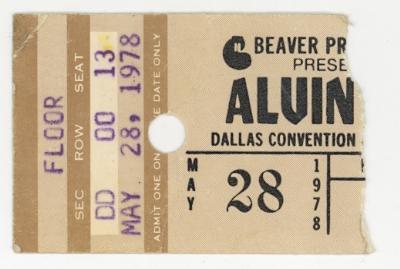 FLOOR
SEC ROW SEAT
DD 00 13
MAY 28, 1978
ADMIT ONE ON DATE ONLY
BEAVER PR
PRESE
ALVIN
DALLAS CONVENTION
MAY 28 1978